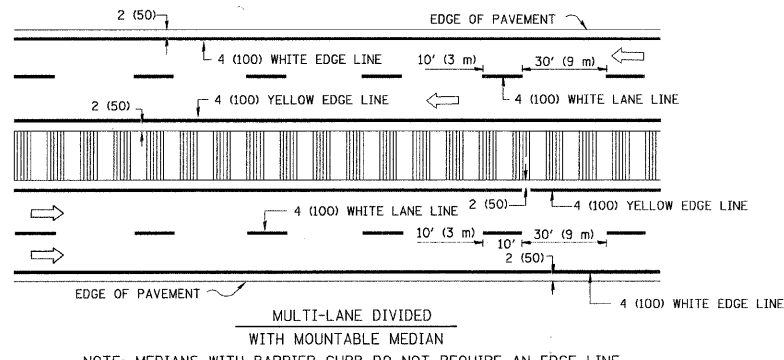 2 (50)
EDGE OF PAVEMENT
4 (100) WHITE EDGE LINE
10' (3 m)
30' (9 m)
2 (50)
4 (100) YELLOW EDGE LINE
4 (100) WHITE LANE LINE
4 (100) WHITE LANE LINE
2 (50)
4 (100) YELLOW EDGE LINE
10' (3 m)
30' (9 m)
10'
2 (50)
EDGE OF PAVEMENT
4 (100) WHITE EDGE LINE
MULTI-LANE DIVIDED
WITH MOUNTABLE MEDIAN
NOTE: MEDIANS WITH BARRIER CURB DO NOT REQUIRE AN EDGE LINE